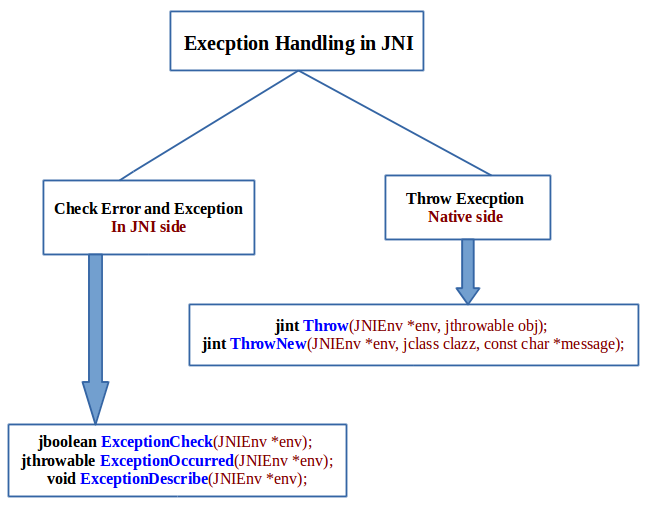 Execption Handling in JNI
Check Error and Exception
In JNI side
Throw Execption
Native side
jint Throw(JNIEnv *env, jthrowable obj);
jint ThrowNew(JNIEnv *env, jclass clazz, const char *message);
jboolean ExceptionCheck(JNIEnv *env);
jthrowable ExceptionOccurred(JNIEnv *env);
void ExceptionDescribe(JNIEnv *env);